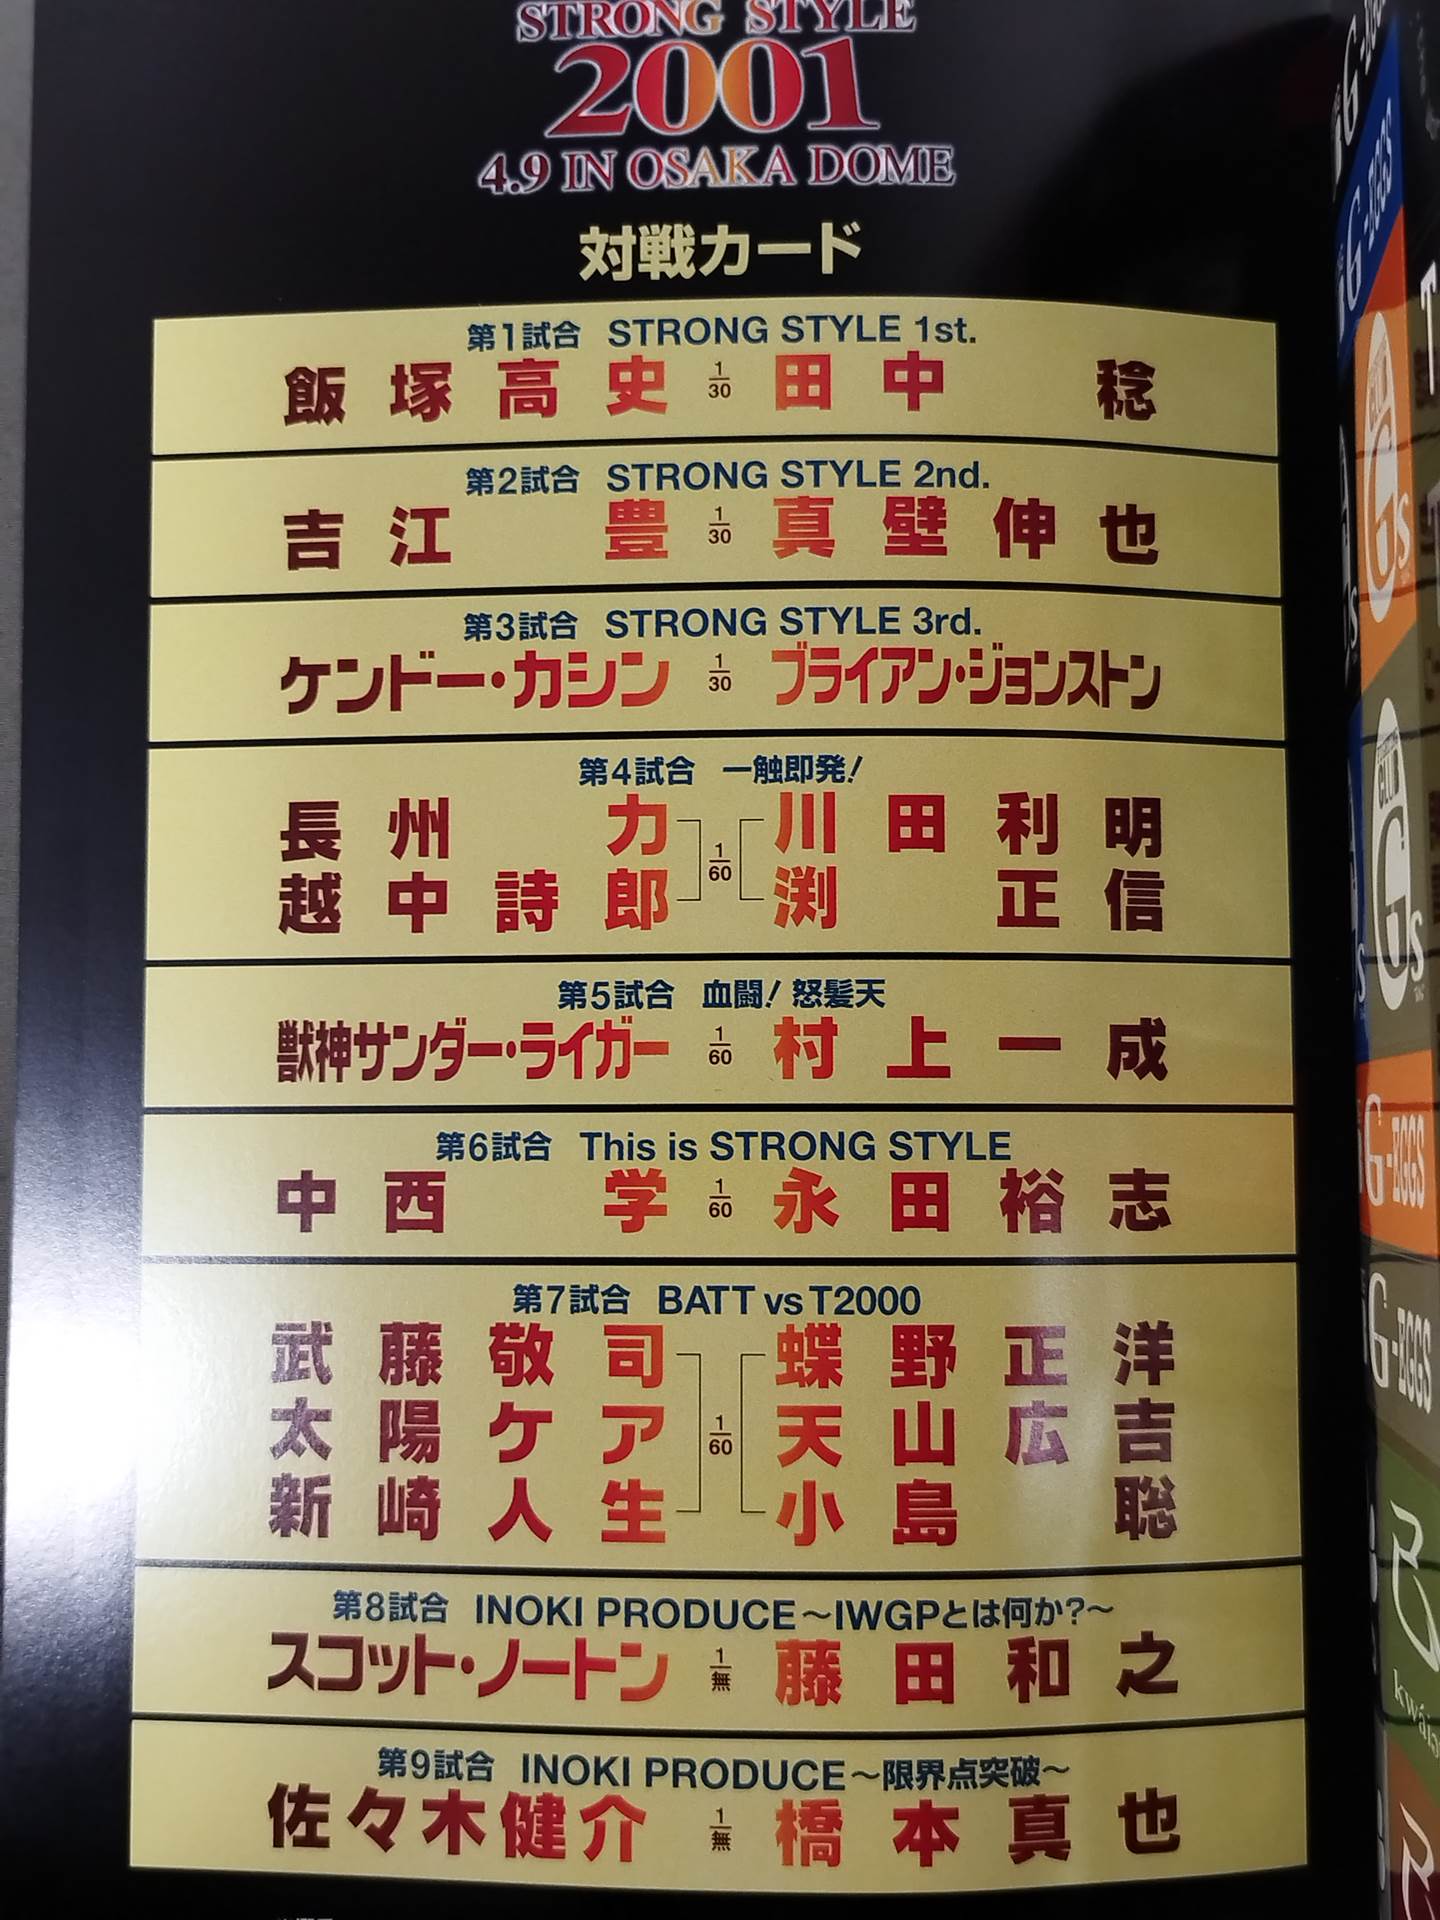 STRONG STYLE
2001
4.9 IN OSAKA DOME
対戦カード
第1試合 STRONG STYLE 1st.
飯塚高史 1/30 田中 稔
第2試合 STRONG STYLE 2nd.
吉江 豊 1/30 真壁伸也
第3試合 STRONG STYLE 3rd.
ケンドー・カシン 1/30 ブライアン・ジョンストン
第4試合 一触即発!
長州 力 川田利明
1/60
越中詩郎 渕 正信
第5試合 血闘! 怒髪天
獣神サンダー・ライガー 1/60 村上一成
第6試合 This is STRONG STYLE
中西 学 1/60 永田裕志
第7試合 BATT vs T2000
武藤敬司 蝶野正洋
太陽ケア 1/60 天山広吉
新崎人生 小島 聡
第8試合 INOKI PRODUCE～IWGPとは何か?～
スコット・ノートン 1/無 藤田和之
第9試合 INOKI PRODUCE～限界点突破～
佐々木健介 1/無 橋本真也
G-EGGS
G-EGGS
G-EGGS
G-EGGS